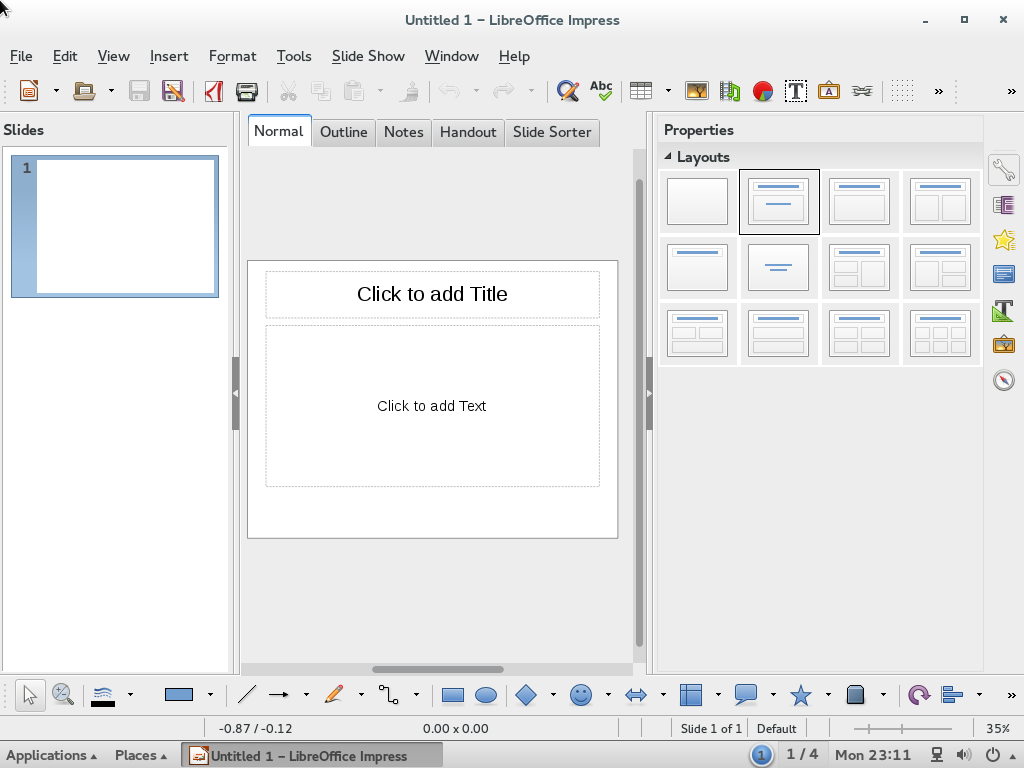 Untitled 1 – LibreOffice Impress
File Edit View Insert Format Tools Slide Show Window Help
Abc
»
»
Slides
Normal Outline Notes Handout Slide Sorter
Properties
Layouts
1
Click to add Title
Click to add Text
»
-0.87 / -0.12 0.00 x 0.00 Slide 1 of 1 Default 35%
Applications Places Untitled 1 – LibreOffice Impress 1 1 / 4 Mon 23:11